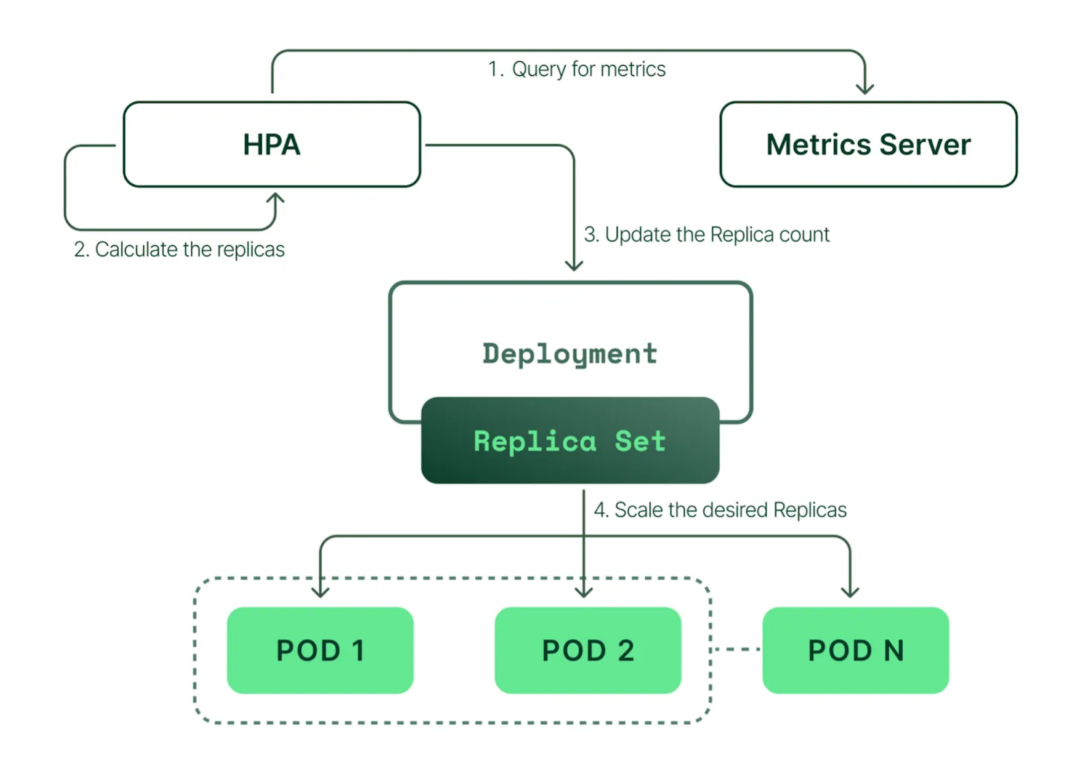 1. Query for metrics
HPA
Metrics Server
2. Calculate the replicas
3. Update the Replica count
Deployment
Replica Set
4. Scale the desired Replicas
POD 1
POD 2
POD N